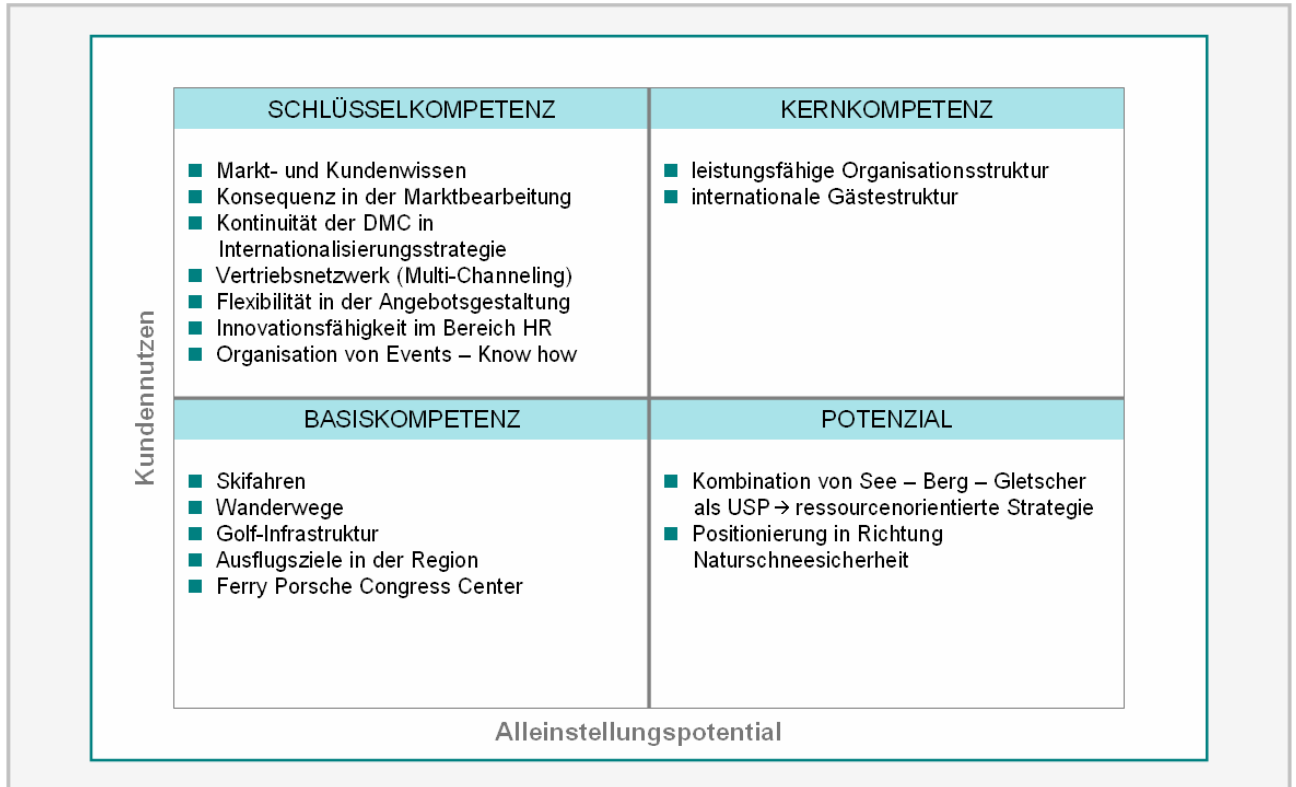 SCHLÜSSELKOMPETENZ
Markt- und Kundenwissen
Konsequenz in der Marktbearbeitung
Kontinuität der DMC in
Internationalisierungsstrategie
Vertriebsnetzwerk (Multi-Channeling)
Flexibilität in der Angebotsgestaltung
Innovationsfähigkeit im Bereich HR
Organisation von Events – Know how
KERNKOMPETENZ
leistungsfähige Organisationsstruktur
internationale Gästestruktur
BASISKOMPETENZ
Skifahren
Wanderwege
Golf-Infrastruktur
Ausflugsziele in der Region
Ferry Porsche Congress Center
POTENZIAL
Kombination von See – Berg – Gletscher
als USP → ressourcenorientierte Strategie
Positionierung in Richtung
Naturschneesicherheit
Kundennutzen
Alleinstellungspotential